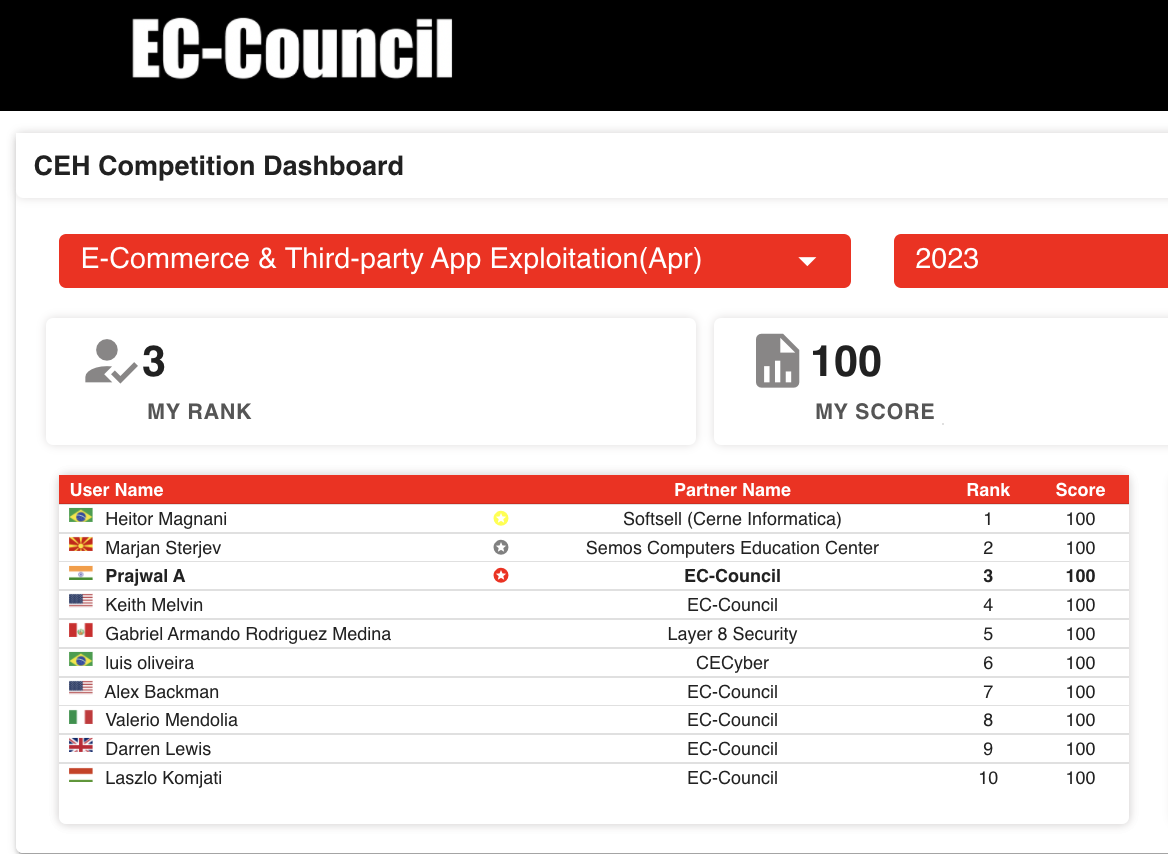 EC-Council
CEH Competition Dashboard
E-Commerce & Third-party App Exploitation(Apr) 2023
3 100
MY RANK MY SCORE
User Name Partner Name Rank Score
Heitor Magnani Softsell (Cerne Informatica) 1 100
Marjan Sterjev Semos Computers Education Center 2 100
Prajwal A EC-Council 3 100
Keith Melvin EC-Council 4 100
Gabriel Armando Rodriguez Medina Layer 8 Security 5 100
luis oliveira CECyber 6 100
Alex Backman EC-Council 7 100
Valerio Mendolia EC-Council 8 100
Darren Lewis EC-Council 9 100
Laszlo Komjati EC-Council 10 100